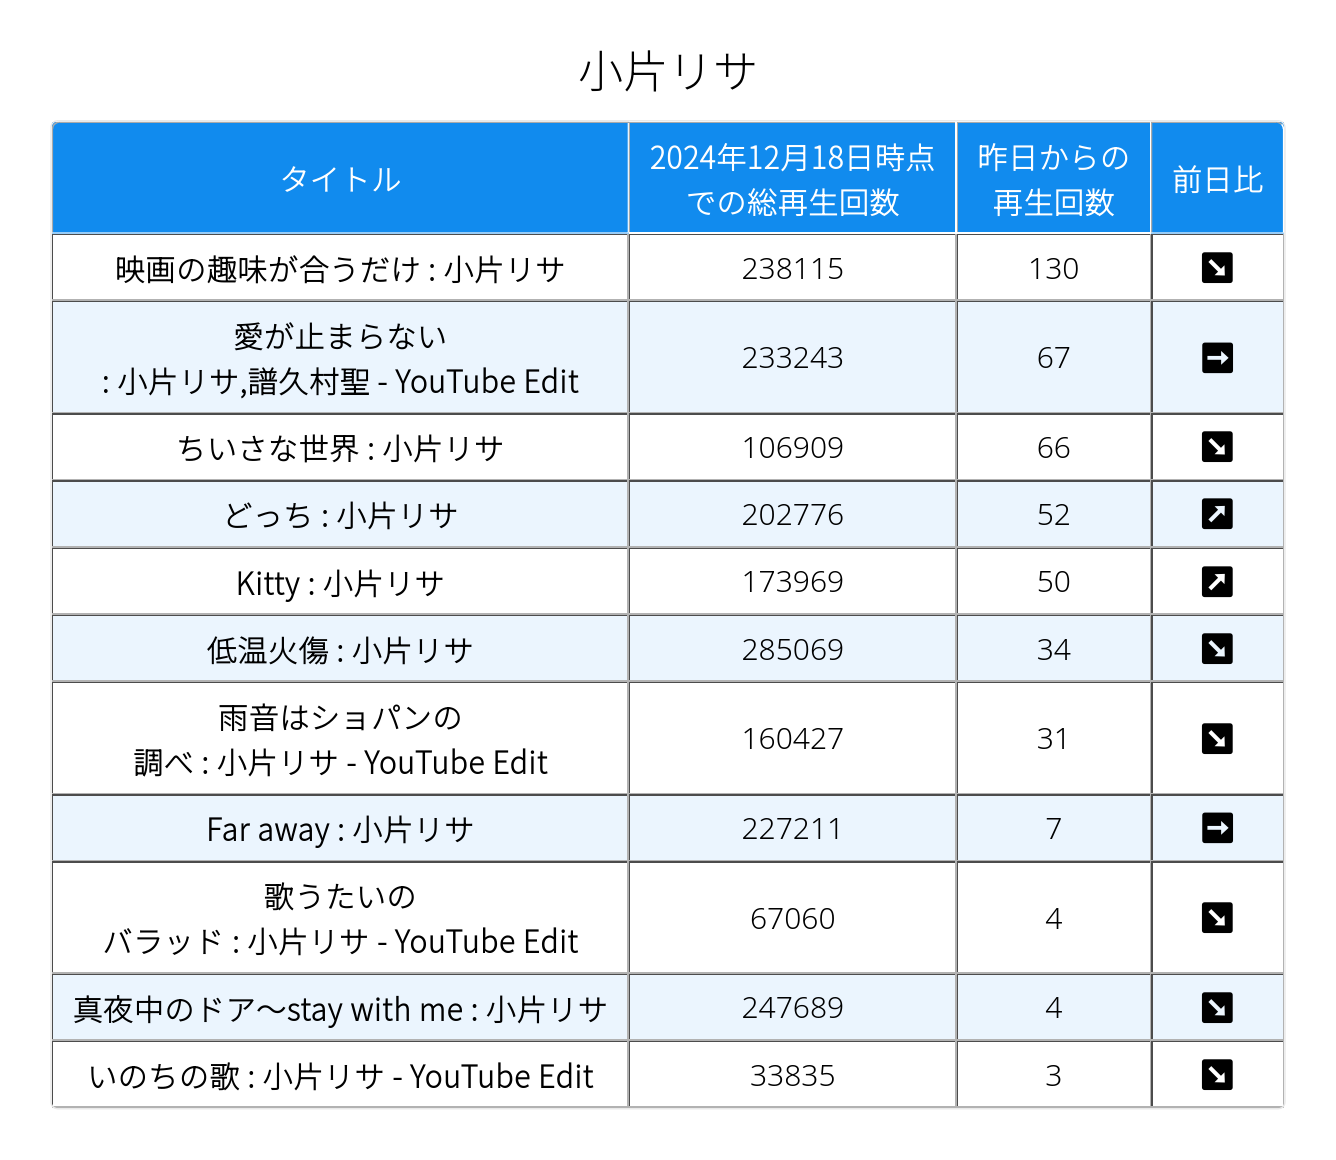 小片リサ
タイトル
2024年12月18日時点
での総再生回数
昨日からの
再生回数
前日比
映画の趣味が合うだけ : 小片リサ
238115
130
愛が止まらない
: 小片リサ,譜久村聖 - YouTube Edit
233243
67
ちいさな世界 : 小片リサ
106909
66
どっち : 小片リサ
202776
52
Kitty : 小片リサ
173969
50
低温火傷 : 小片リサ
285069
34
雨音はショパンの
調べ : 小片リサ - YouTube Edit
160427
31
Far away : 小片リサ
227211
7
歌うたいの
バラッド : 小片リサ - YouTube Edit
67060
4
真夜中のドア〜stay with me : 小片リサ
247689
4
いのちの歌 : 小片リサ - YouTube Edit
33835
3